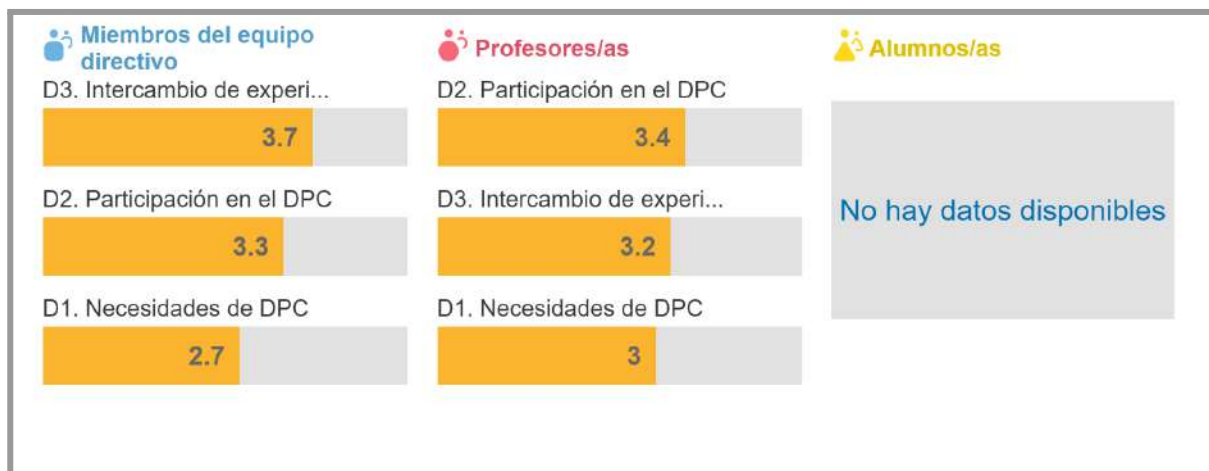 Miembros del equipo
directivo
D3. Intercambio de experi...
3.7
D2. Participación en el DPC
3.3
D1. Necesidades de DPC
2.7
Profesores/as
D2. Participación en el DPC
3.4
D3. Intercambio de experi...
3.2
D1. Necesidades de DPC
3
Alumnos/as
No hay datos disponibles